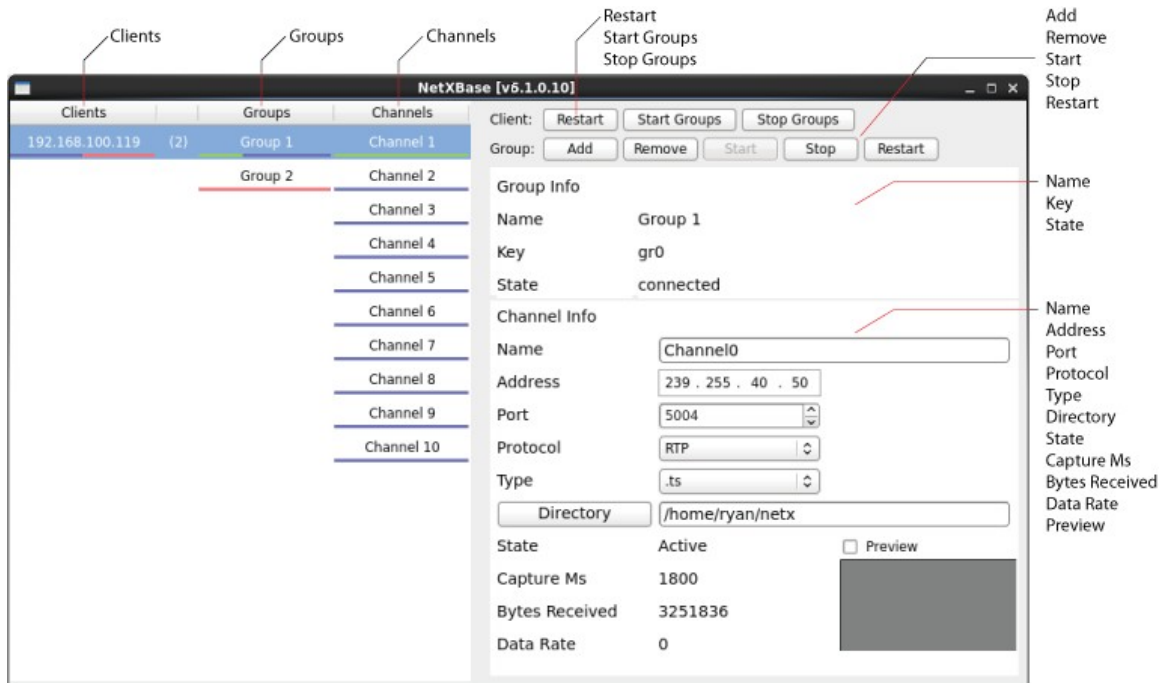 Clients
Groups
Channels
Restart
Start Groups
Stop Groups
Add
Remove
Start
Stop
Restart
NetXBase [v6.1.0.10]
Clients Groups Channels
192.168.100.119 (2) Group 1 Channel 1
Group 2 Channel 2
Channel 3
Channel 4
Channel 5
Channel 6
Channel 7
Channel 8
Channel 9
Channel 10
Client: Restart Start Groups Stop Groups
Group: Add Remove Start Stop Restart
Group Info
Name Group 1
Key gr0
State connected
Channel Info
Name Channel0
Address 239 . 255 . 40 . 50
Port 5004
Protocol RTP
Type .ts
Directory /home/ryan/netx
State Active Preview
Capture Ms 1800
Bytes Received 3251836
Data Rate 0
Name
Key
State
Name
Address
Port
Protocol
Type
Directory
State
Capture Ms
Bytes Received
Data Rate
Preview